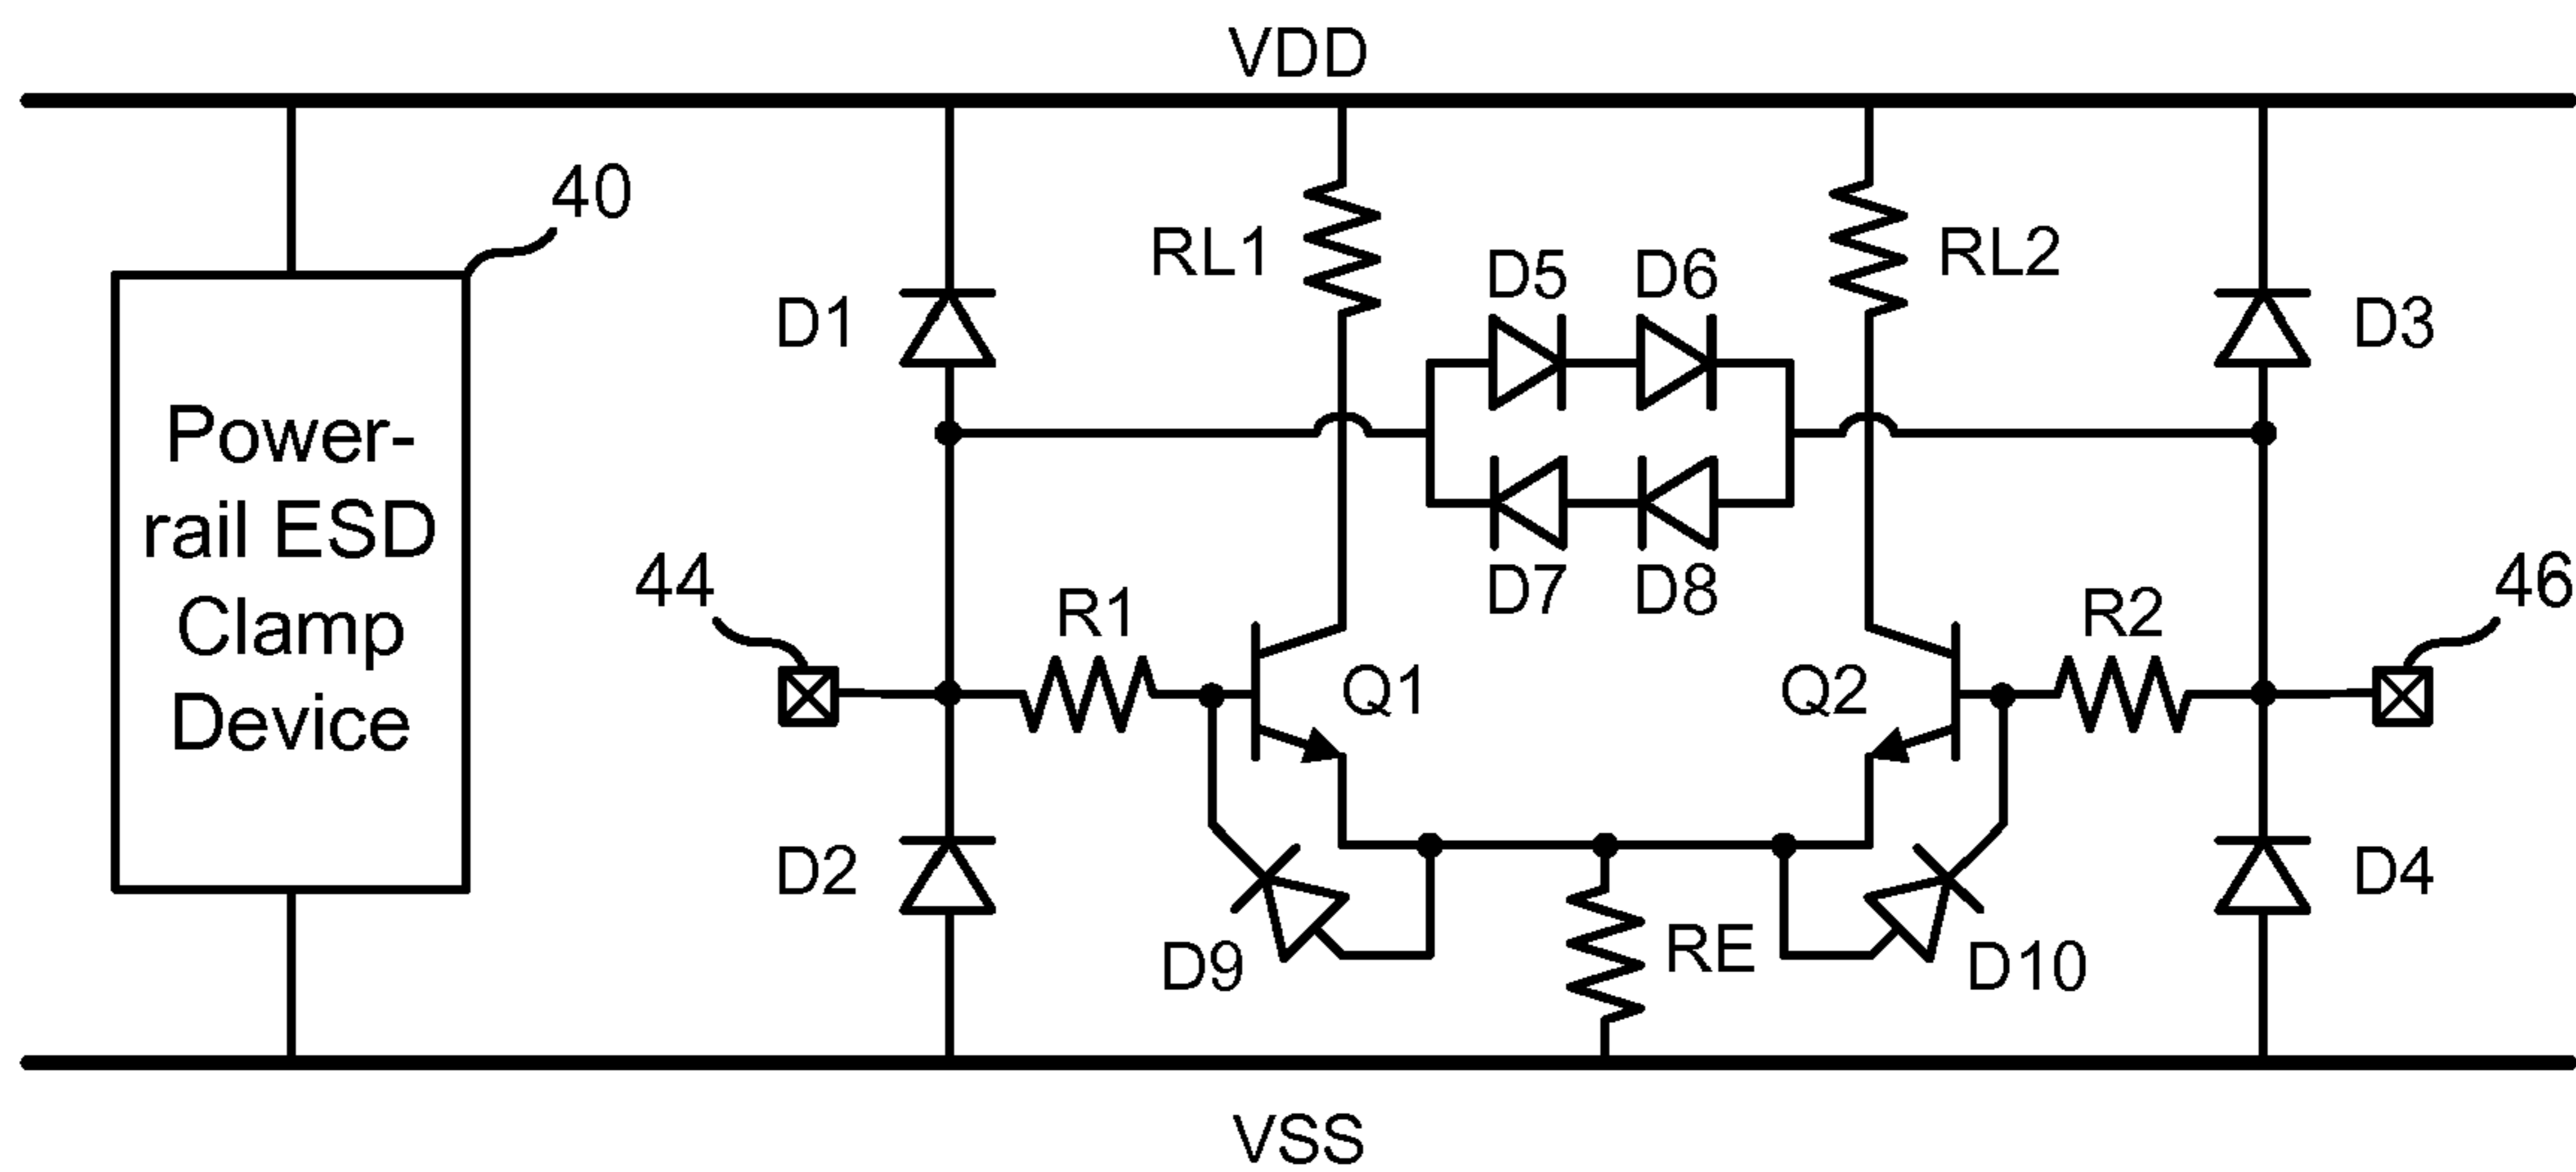 VDD
40
Power-
rail ESD
Clamp
Device
D1
RL1
D5
D6
RL2
D3
44
R1
Q1
D7
D8
Q2
R2
46
D2
D9
RE
D10
D4
VSS